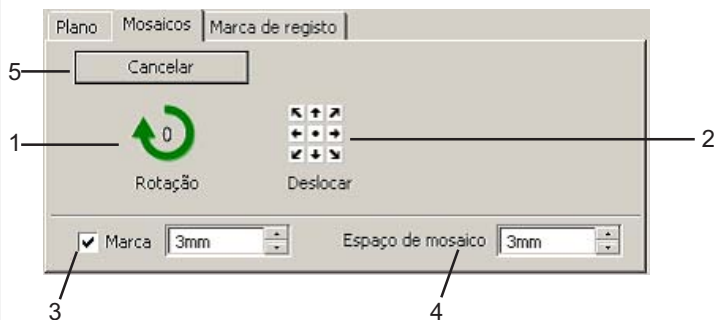 Plano Mosaicos Marca de registo
5 Cancelar
1 0 2
Rotação Deslocar
Marca 3mm Espaço de mosaico 3mm
3 4